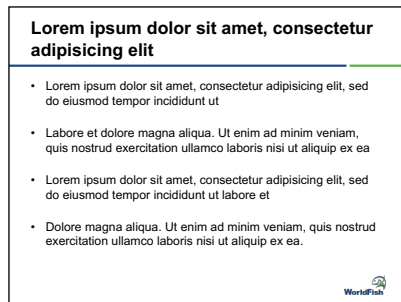 Lorem ipsum dolor sit amet, consectetur
adipisicing elit
• Lorem ipsum dolor sit amet, consectetur adipisicing elit, sed
do eiusmod tempor incididunt ut
• Labore et dolore magna aliqua. Ut enim ad minim veniam,
quis nostrud exercitation ullamco laboris nisi ut aliquip ex ea
• Lorem ipsum dolor sit amet, consectetur adipisicing elit, sed
do eiusmod tempor incididunt ut labore et
• Dolore magna aliqua. Ut enim ad minim veniam, quis nostrud
exercitation ullamco laboris nisi ut aliquip ex ea.
WorldFish